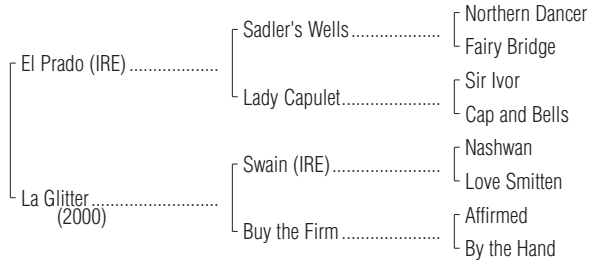 Northern Dancer
Sadler's Wells...................
Fairy Bridge
El Prado (IRE) ...................
Sir Ivor
Lady Capulet.....................
Cap and Bells
Nashwan
Swain (IRE).......................
Love Smitten
La Glitter...........................
(2000)
Affirmed
Buy the Firm.....................
By the Hand